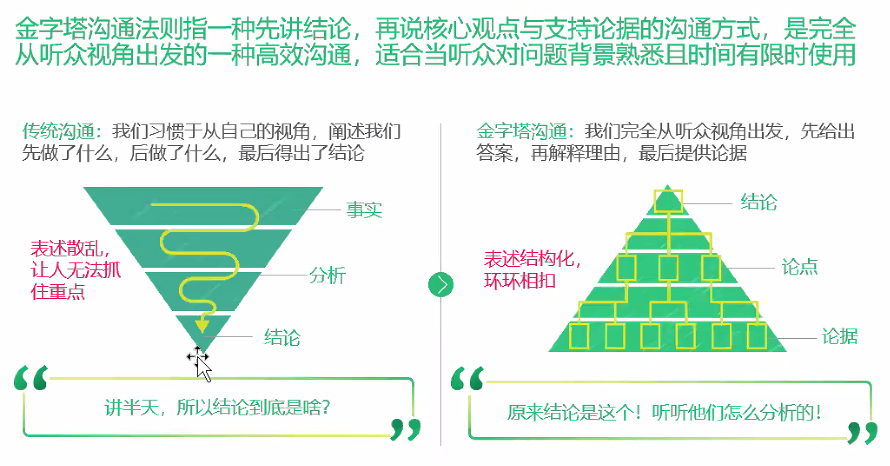 金字塔沟通法则指一种先讲结论，再说核心观点与支持论据的沟通方式，是完全
从听众视角出发的一种高效沟通，适合当听众对问题背景熟悉且时间有限时使用
传统沟通：我们习惯于从自己的视角，阐述我们
先做了什么，后做了什么，最后得出了结论
事实
表述散乱，
让人无法抓
住重点
分析
结论
讲半天，所以结论到底是啥？
金字塔沟通：我们完全从听众视角出发，先给出
答案，再解释理由，最后提供论据
结论
表述结构化，
环环相扣
论点
论据
原来结论是这个！听听他们怎么分析的！